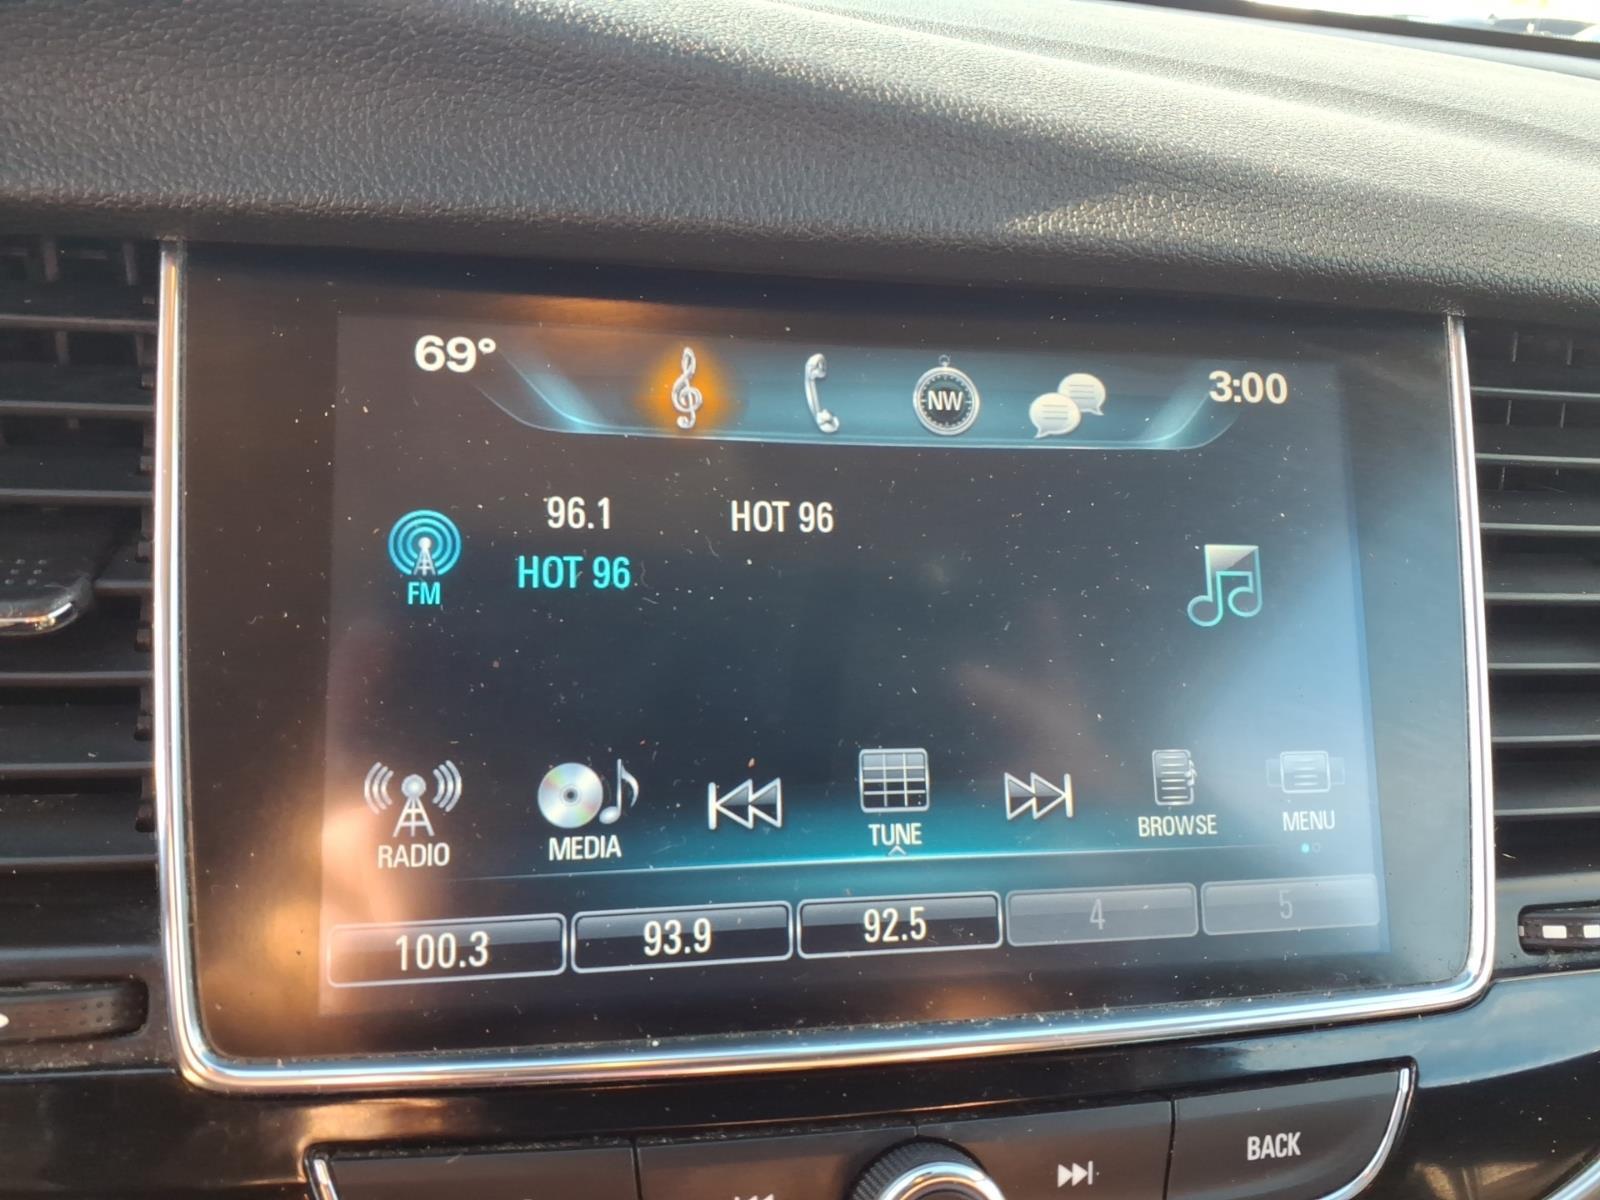 69°
NW
3:00
96.1 HOT 96
FM
HOT 96
RADIO
MEDIA
TUNE
BROWSE
MENU
100.3
93.9
92.5
4
5
BACK